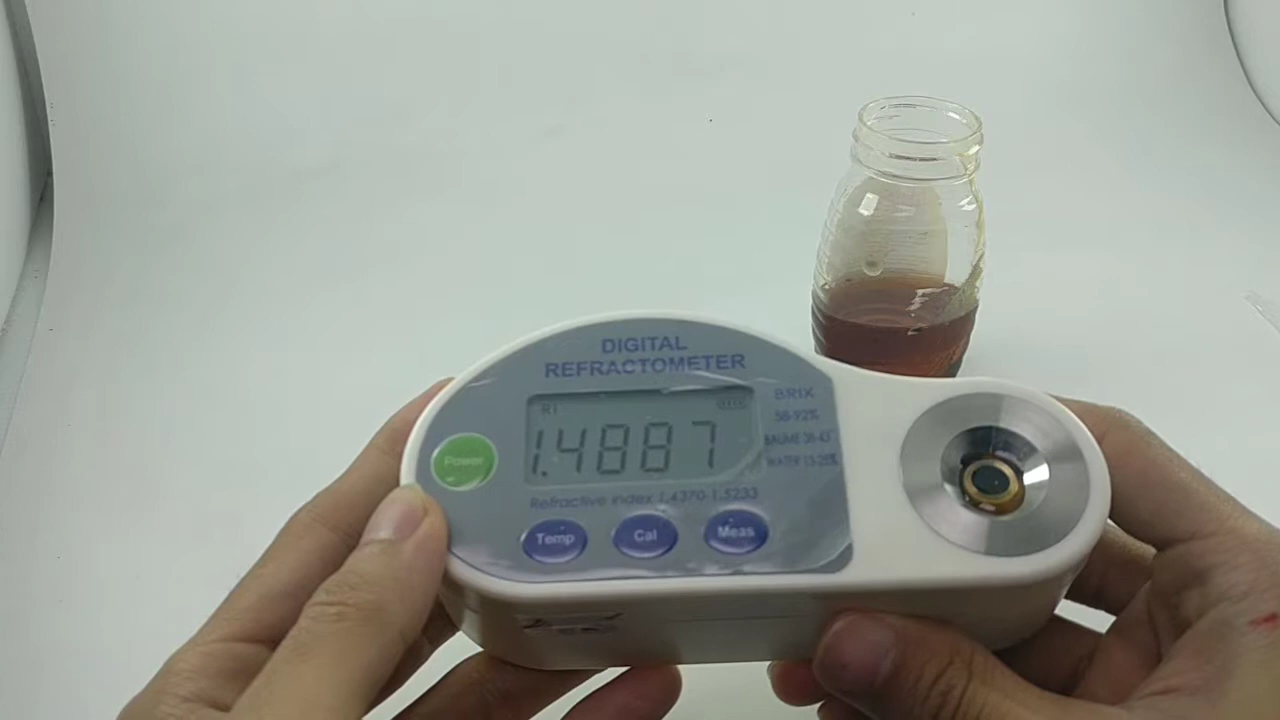 DIGITAL
REFRACTOMETER
BRIX
58-92%
BAUME 38-43
WATER 13-25%
RI
1.4887
Power
Refractive index 1.4370-1.5233
Temp
Cal
Meas